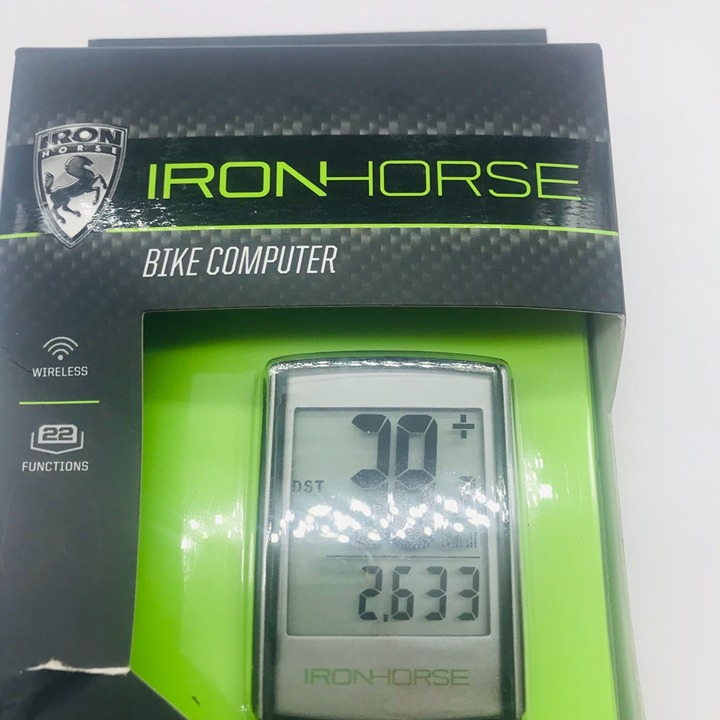 IRON
HORSE
IRONHORSE
BIKE COMPUTER
WIRELESS
22
FUNCTIONS
30
DST
2.633
IRONHORSE